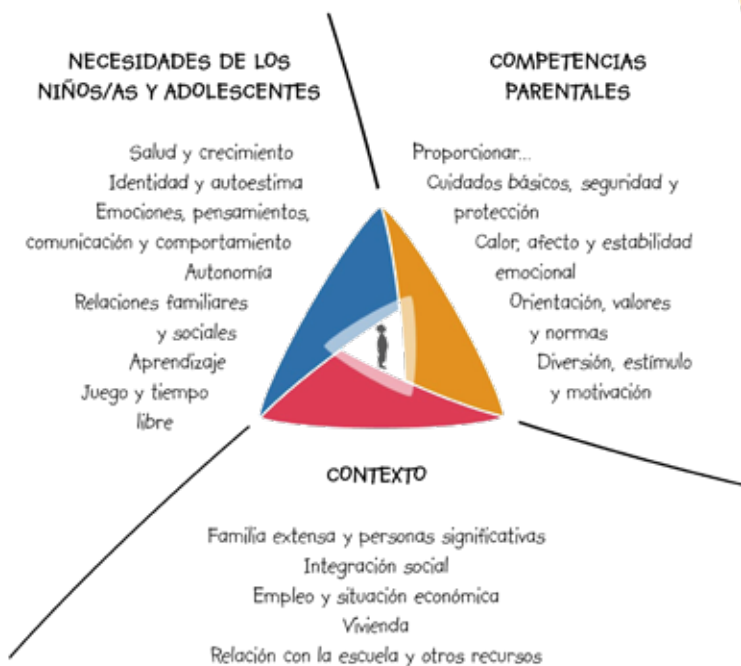 NECESIDADES DE LOS
NIÑOS/AS Y ADOLESCENTES
Salud y crecimiento
Identidad y autoestima
Emociones, pensamientos,
comunicación y comportamiento
Autonomía
Relaciones familiares
y sociales
Aprendizaje
Juego y tiempo
libre
COMPETENCIAS
PARENTALES
Proporcionar...
Cuidados básicos, seguridad y
protección
Calor, afecto y estabilidad
emocional
Orientación, valores
y normas
Diversión, estímulo
y motivación
CONTEXTO
Familia extensa y personas significativas
Integración social
Empleo y situación económica
Vivienda
Relación con la escuela y otros recursos